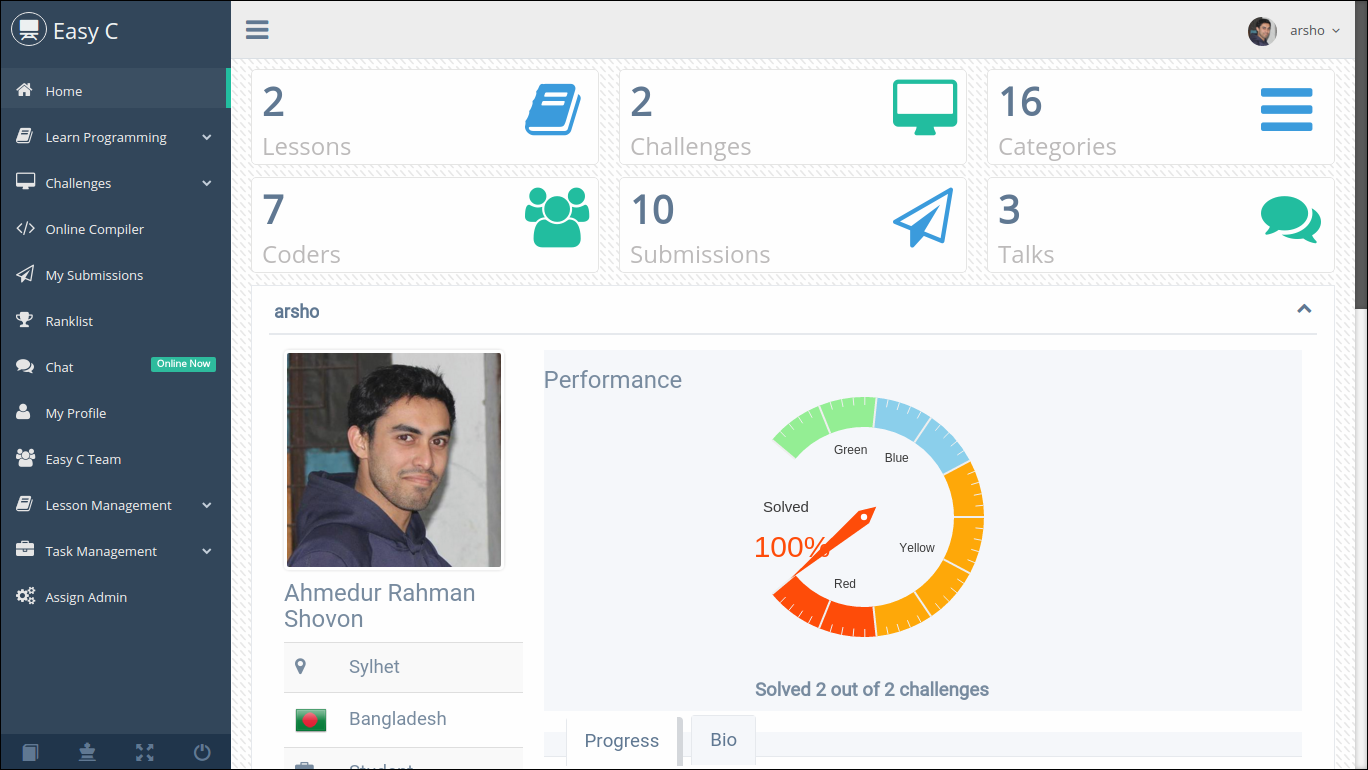 Easy C
arsho
Home
Learn Programming
Challenges
Online Compiler
My Submissions
Ranklist
Chat
Online Now
My Profile
Easy C Team
Lesson Management
Task Management
Assign Admin
2
Lessons
2
Challenges
16
Categories
7
Coders
10
Submissions
3
Talks
arsho
Ahmedur Rahman
Shovon
Sylhet
Bangladesh
Student
Performance
Green
Blue
Solved
100%
Yellow
Red
Solved 2 out of 2 challenges
Progress
Bio